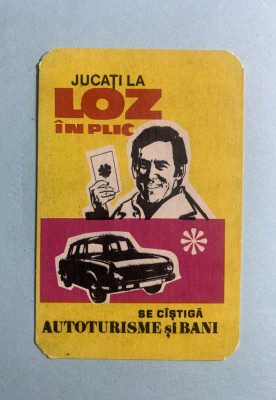 JUCAȚI LA
LOZ
ÎN PLIC
SE CÎȘTIGĂ
AUTOTURISME și BANI